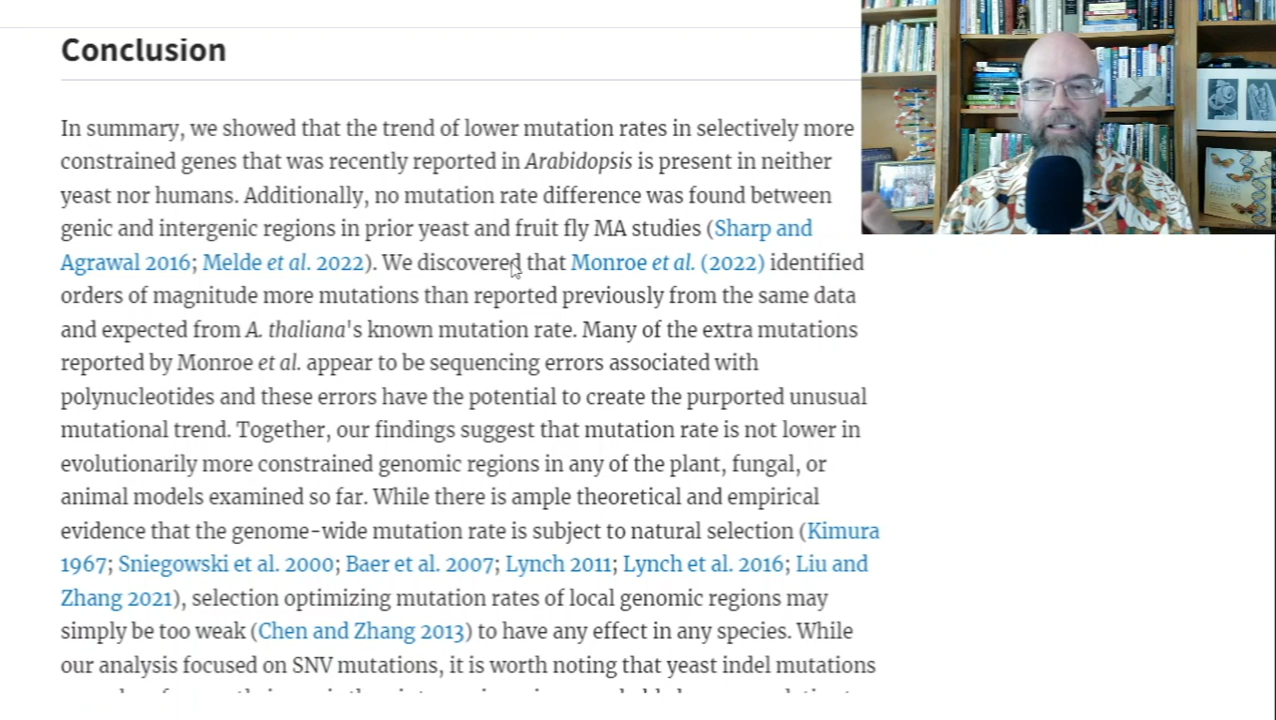 Conclusion
In summary, we showed that the trend of lower mutation rates in selectively more
constrained genes that was recently reported in Arabidopsis is present in neither
yeast nor humans. Additionally, no mutation rate difference was found between
genic and intergenic regions in prior yeast and fruit fly MA studies (Sharp and
Agrawal 2016; Melde et al. 2022). We discovered that Monroe et al. (2022) identified
orders of magnitude more mutations than reported previously from the same data
and expected from A. thaliana's known mutation rate. Many of the extra mutations
reported by Monroe et al. appear to be sequencing errors associated with
polynucleotides and these errors have the potential to create the purported unusual
mutational trend. Together, our findings suggest that mutation rate is not lower in
evolutionarily more constrained genomic regions in any of the plant, fungal, or
animal models examined so far. While there is ample theoretical and empirical
evidence that the genome-wide mutation rate is subject to natural selection (Kimura
1967; Sniegowski et al. 2000; Baer et al. 2007; Lynch 2011; Lynch et al. 2016; Liu and
Zhang 2021), selection optimizing mutation rates of local genomic regions may
simply be too weak (Chen and Zhang 2013) to have any effect in any species. While
our analysis focused on SNV mutations, it is worth noting that yeast indel mutations